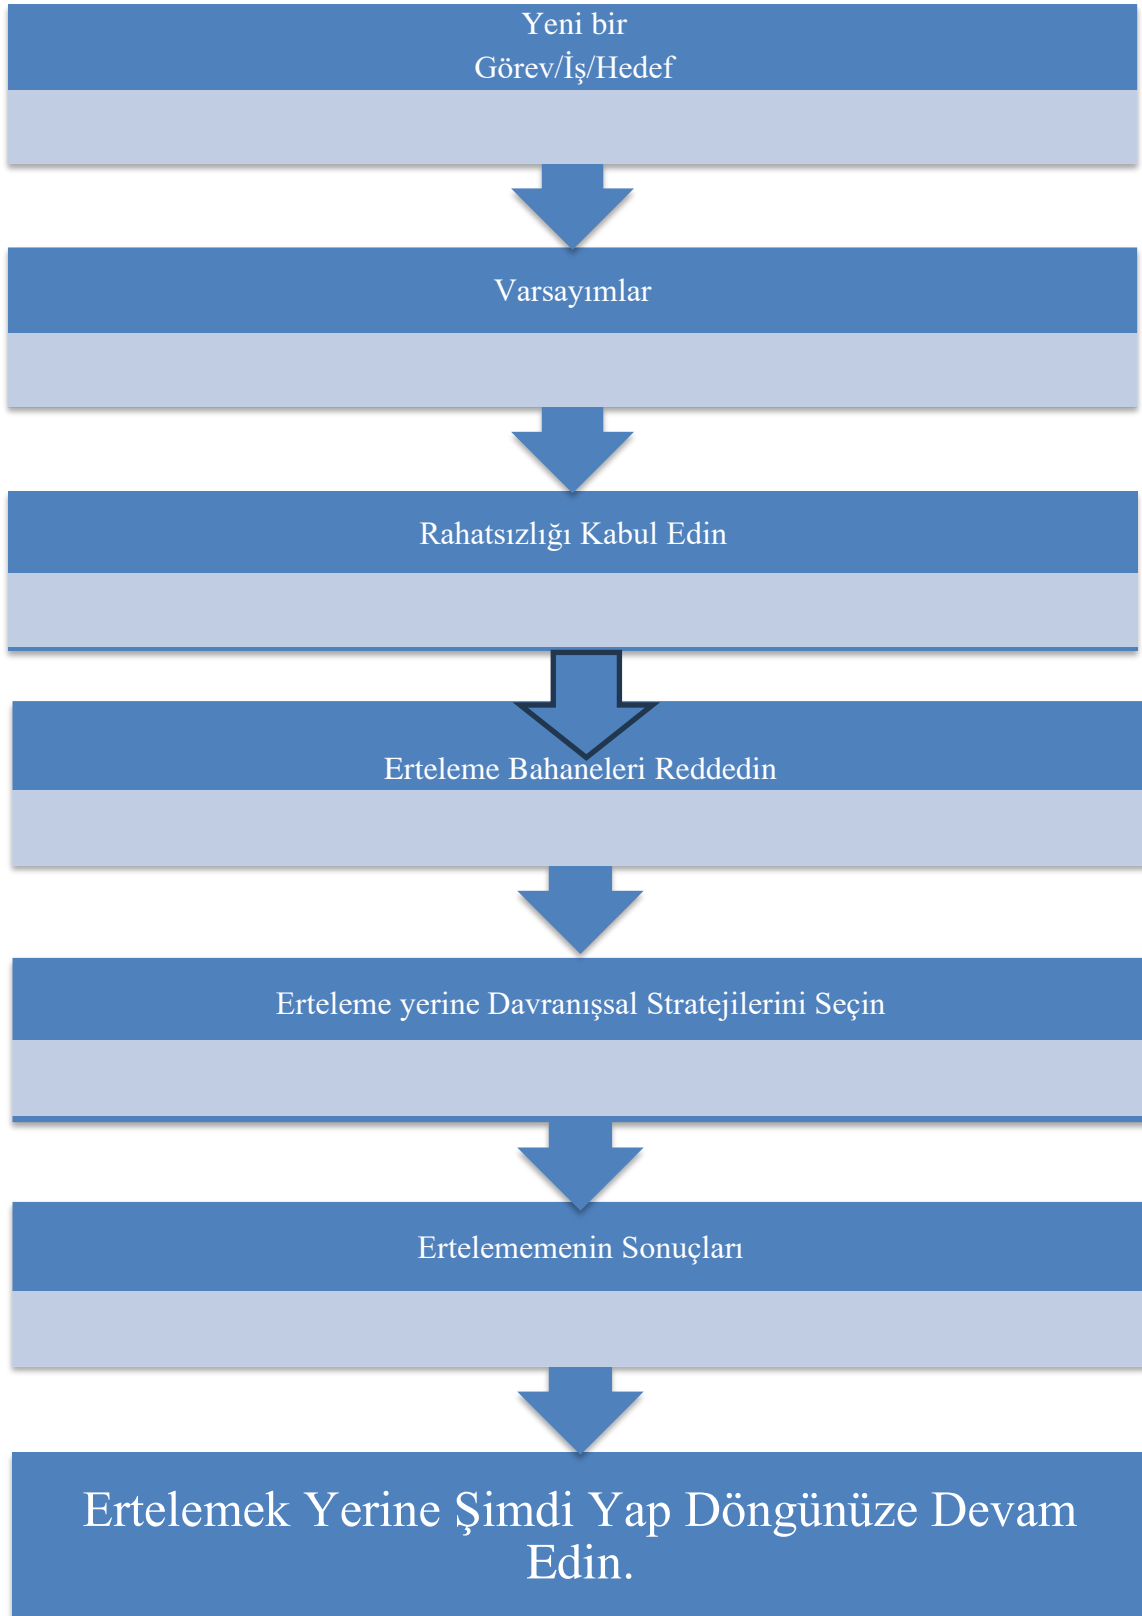 Yeni bir
Görev/İş/Hedef
Varsayımlar
Rahatsızlığı Kabul Edin
Erteleme Bahaneleri Reddedin
Erteleme yerine Davranışsal Stratejilerini Seçin
Ertelememenin Sonuçları
Ertelemek Yerine Şimdi Yap Döngünüze Devam
Edin.